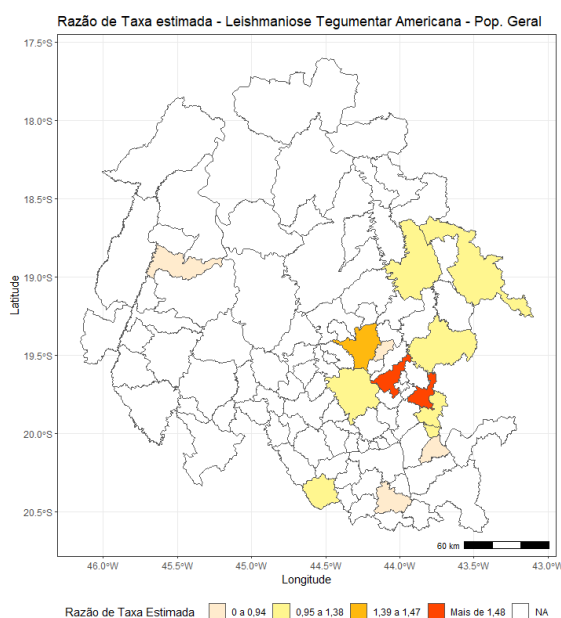 Razão de Taxa estimada - Leishmaniose Tegumentar Americana - Pop. Geral
17.5°S
18.0°S
18.5°S
19.0°S
19.5°S
20.0°S
20.5°S
Latitude
60 km
46.0°W 45.5°W 45.0°W 44.5°W 44.0°W 43.5°W 43.0°W
Longitude
Razão de Taxa Estimada 0 a 0,94 0,95 a 1,38 1,39 a 1,47 Mais de 1,48 NA